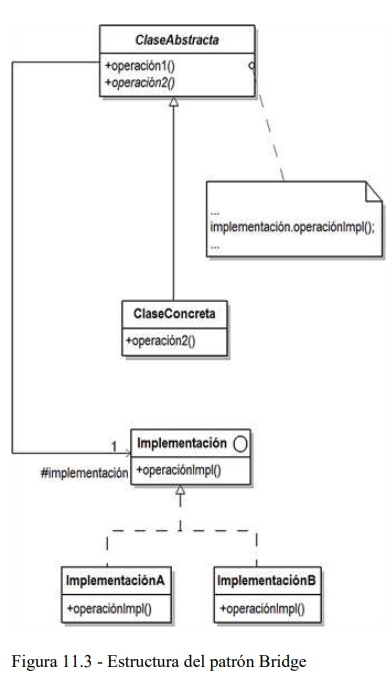 ClaseAbstracta
+operación1()
+operación2()
...
implementación.operaciónImpl();
...
ClaseConcreta
+operación2()
1
#implementación
Implementación
+operaciónImpl()
ImplementaciónA
+operaciónImpl()
ImplementaciónB
+operaciónImpl()
Figura 11.3 - Estructura del patrón Bridge